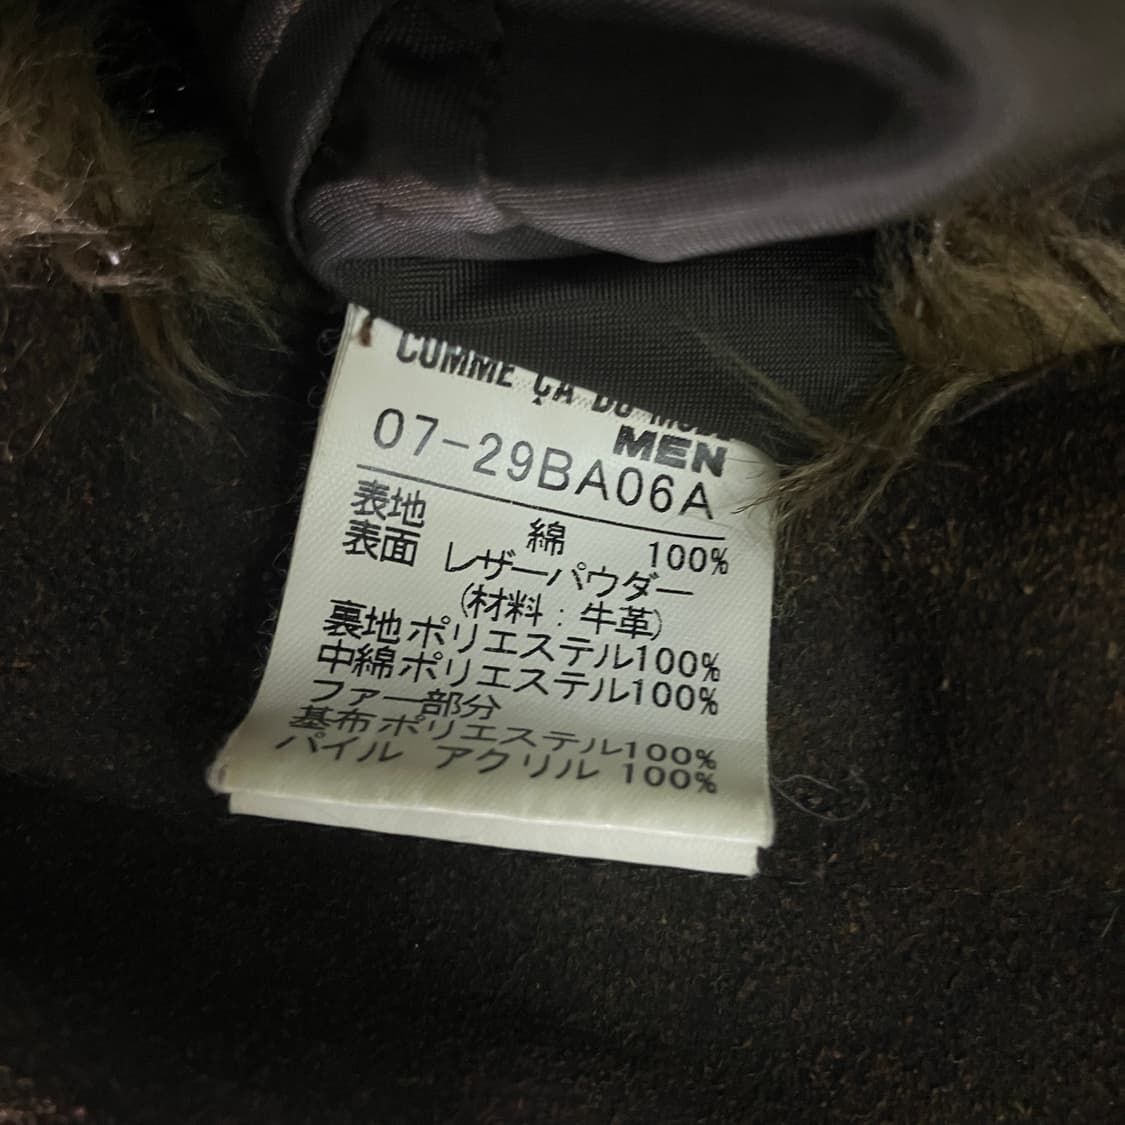 COMME ÇA DU MODE
MEN
07-29BA06A
表地 綿 100%
表面 レザーパウダー
(材料:牛革)
裏地 ポリエステル100%
中綿 ポリエステル100%
ファー部分
基布 ポリエステル100%
パイル アクリル 100%